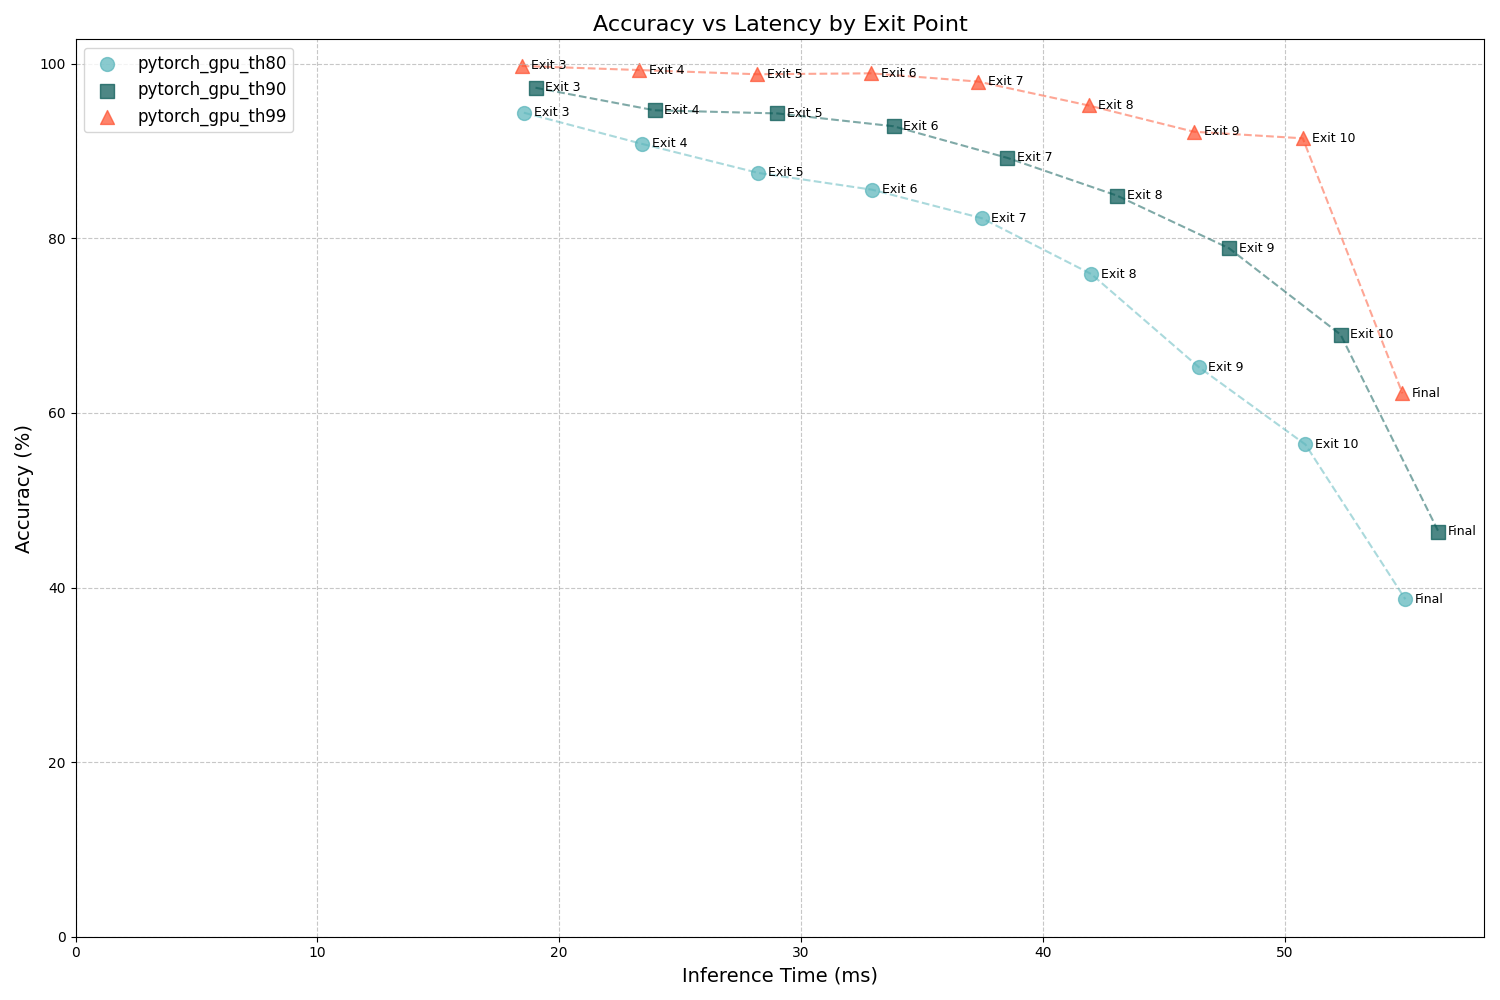 Accuracy vs Latency by Exit Point
pytorch_gpu_th80
pytorch_gpu_th90
pytorch_gpu_th99
Accuracy (%)
100
80
60
40
20
0
Exit 3
Exit 4
Exit 5
Exit 6
Exit 7
Exit 8
Exit 9
Exit 10
Final
Exit 3
Exit 4
Exit 5
Exit 6
Exit 7
Exit 8
Exit 9
Exit 10
Final
Exit 3
Exit 4
Exit 5
Exit 6
Exit 7
Exit 8
Exit 9
Exit 10
Final
0
10
20
30
40
50
Inference Time (ms)